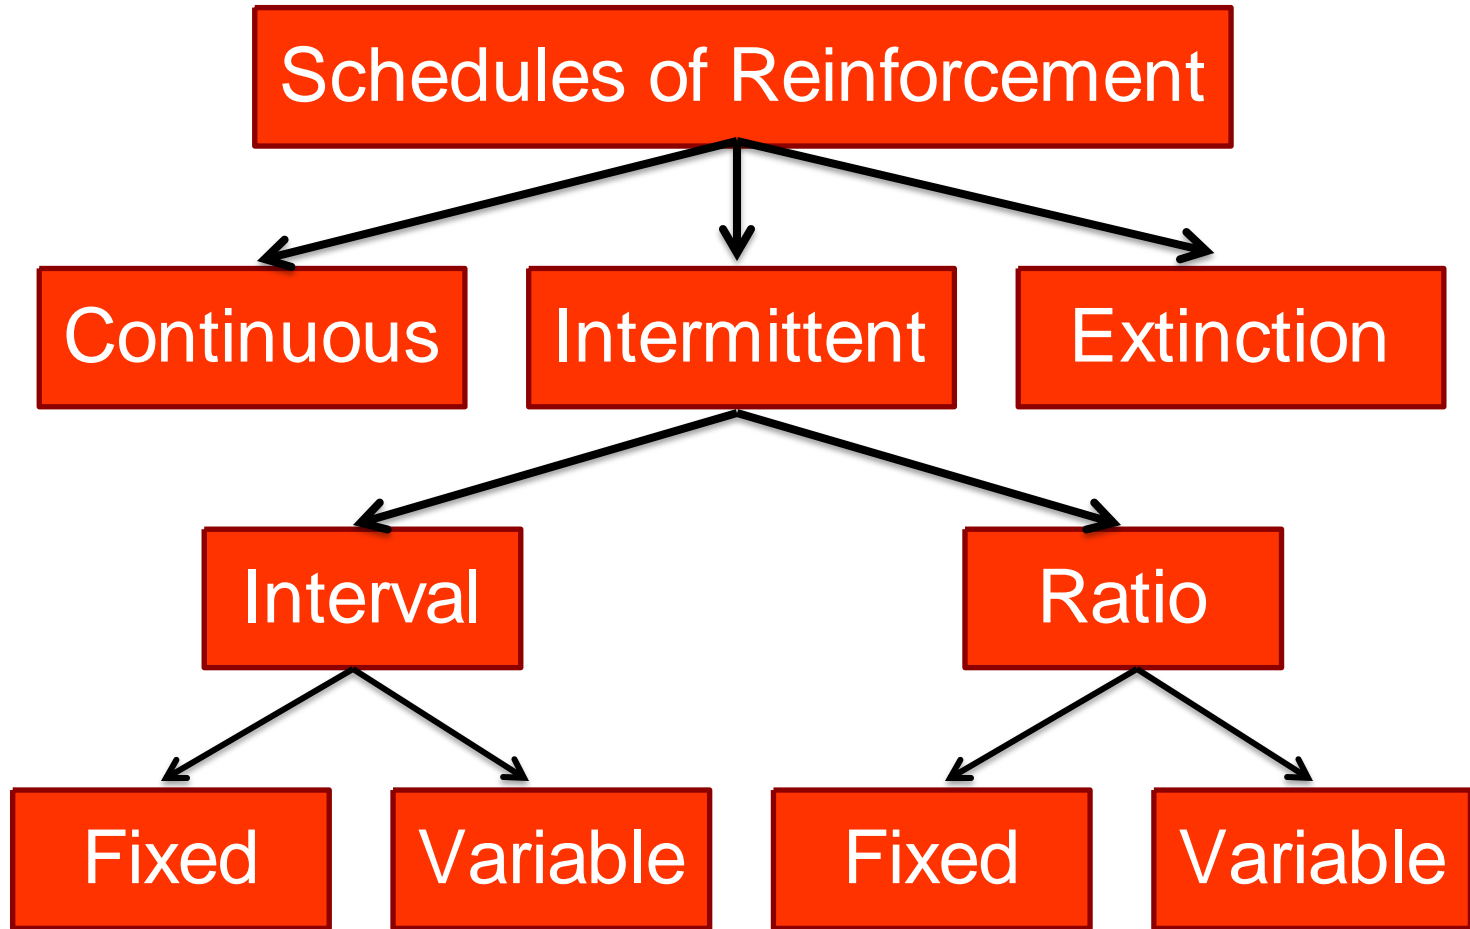 Schedules of Reinforcement
Continuous
Intermittent
Extinction
Interval
Ratio
Fixed
Variable
Fixed
Variable